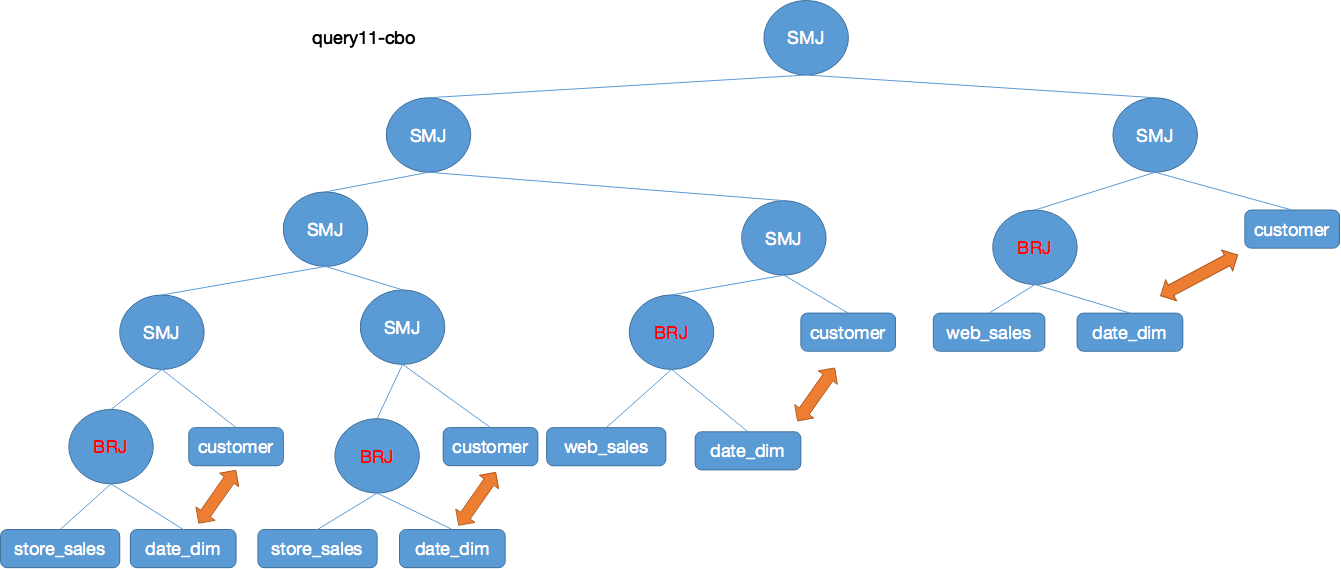 query11-cbo
SMJ
SMJ
SMJ
SMJ
SMJ
BRJ
customer
SMJ
SMJ
BRJ
customer
web_sales
date_dim
BRJ
customer
BRJ
customer
web_sales
date_dim
store_sales
date_dim
store_sales
date_dim